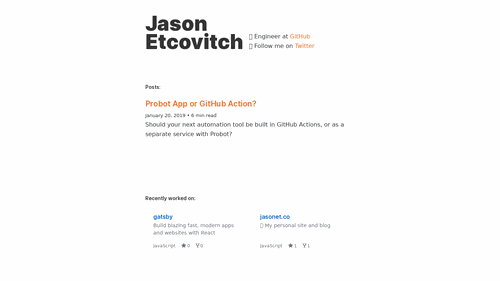 Jason
Etcovitch
Engineer at GitHub
Follow me on Twitter
Posts:
Probot App or GitHub Action?
January 20, 2019 • 6 min read
Should your next automation tool be built in GitHub Actions, or as a
separate service with Probot?
Recently worked on:
gatsby
Build blazing fast, modern apps
and websites with React
JavaScript ★0 0
jasonet.co
My personal site and blog
JavaScript ★1 1